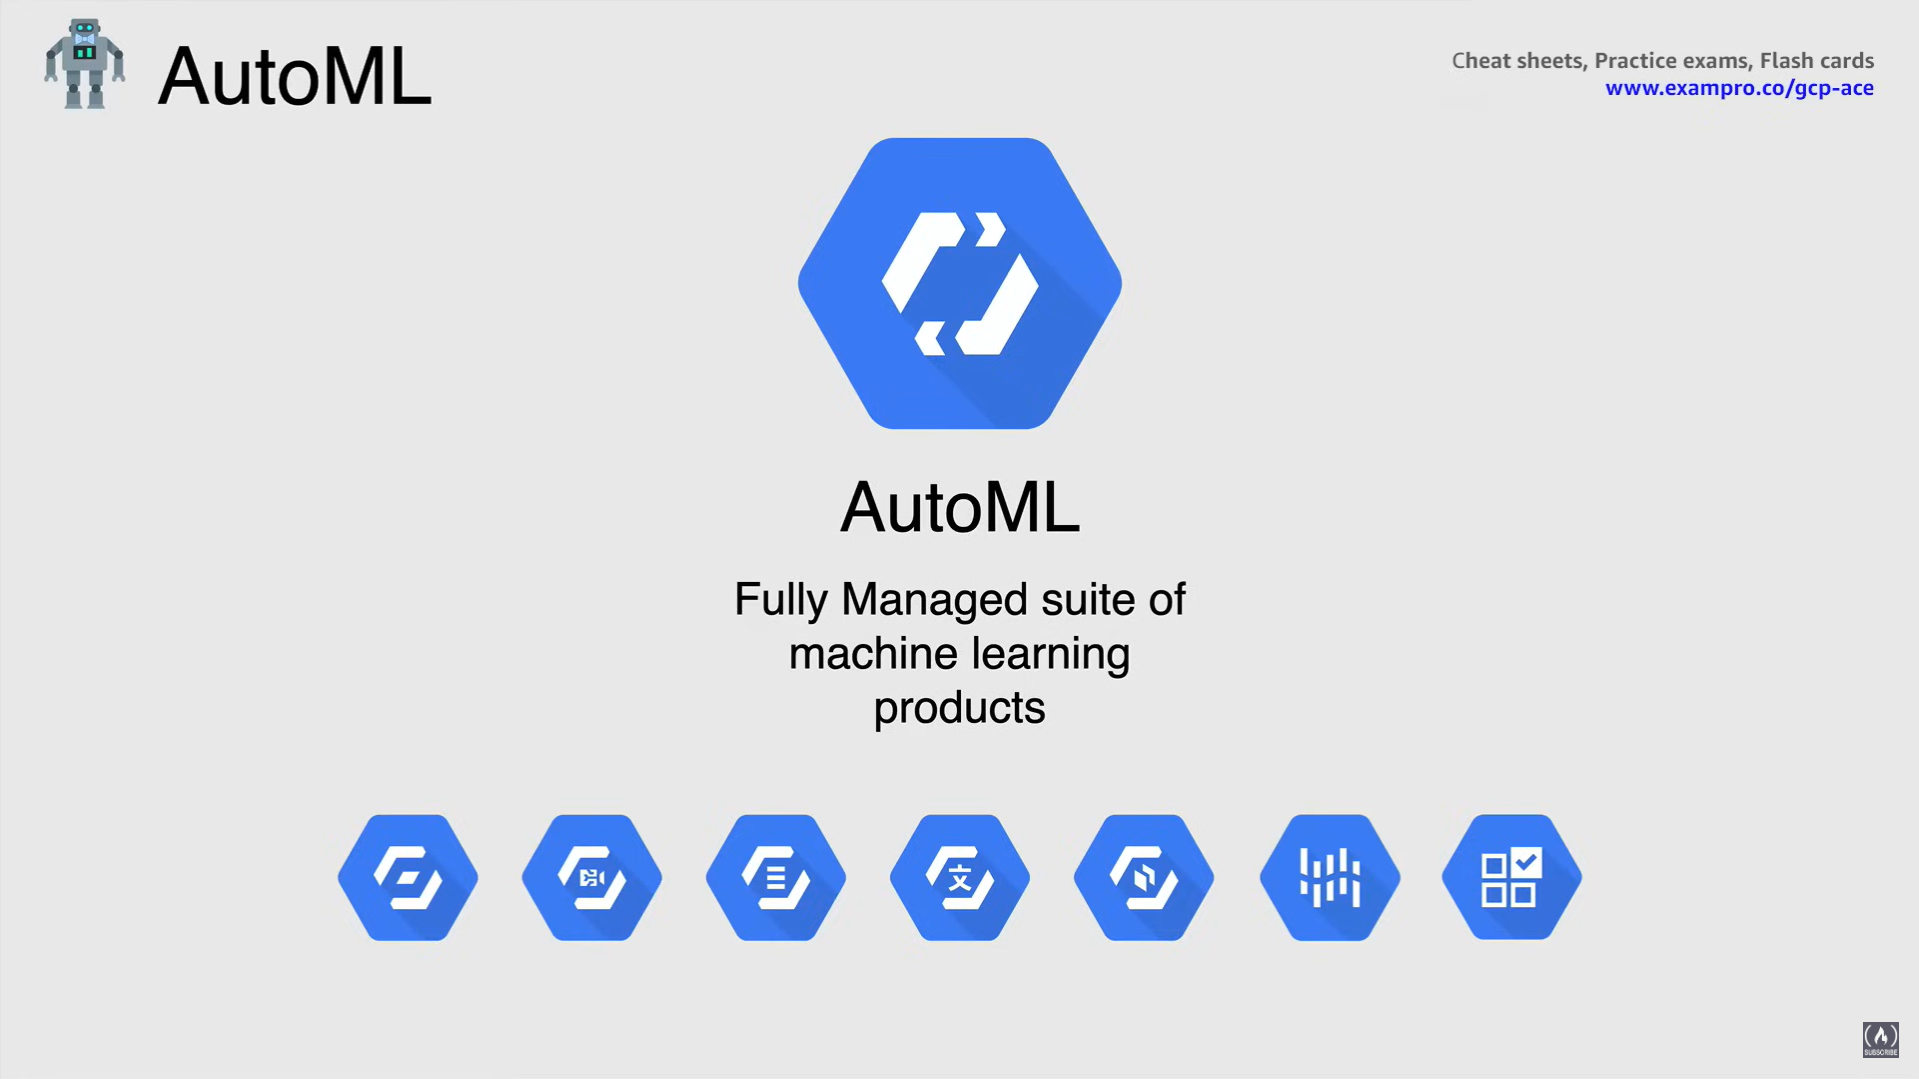 AutoML
Cheat sheets, Practice exams, Flash cards
www.exampro.co/gcp-ace
AutoML
Fully Managed suite of
machine learning
products
文
SUBSCRIBE